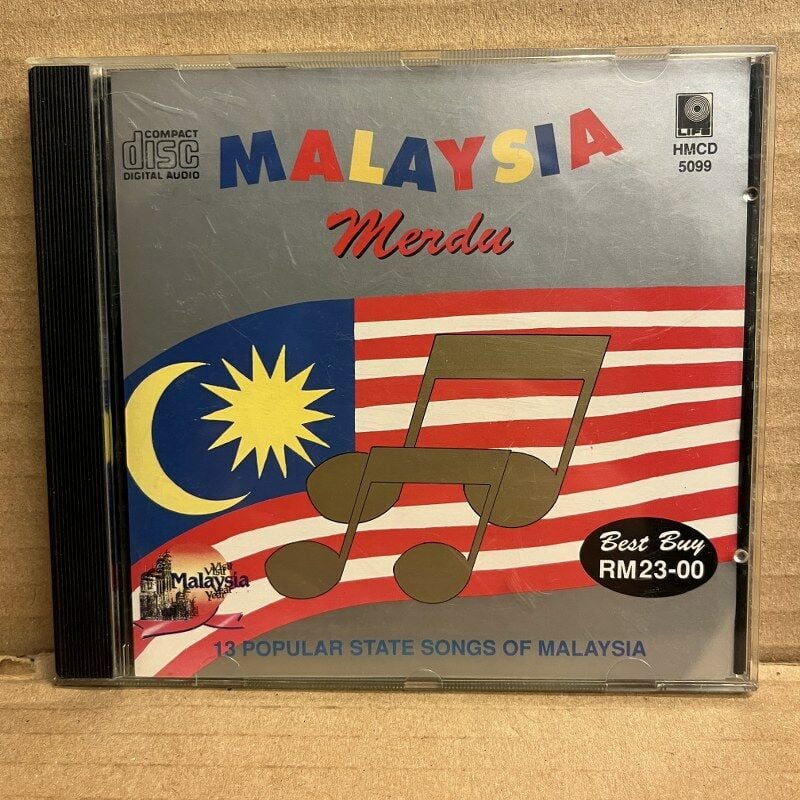 COMPACT
disc
DIGITAL AUDIO
MALAYSIA
Merdu
LIFE
HMCD
5099
Visit
Malaysia
Year
Best Buy
RM23-00
13 POPULAR STATE SONGS OF MALAYSIA